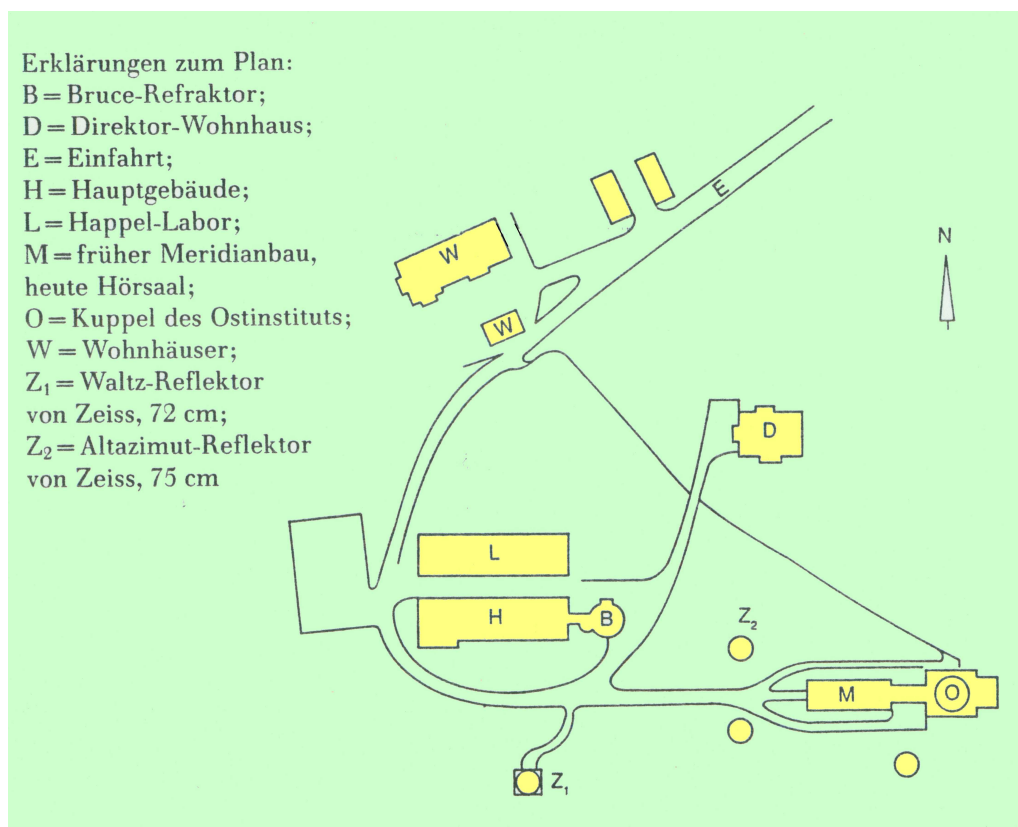 Erklärungen zum Plan:
B = Bruce-Refraktor;
D = Direktor-Wohnhaus;
E = Einfahrt;
H = Hauptgebäude;
L = Happel-Labor;
M = früher Meridianbau,
heute Hörsaal;
O = Kuppel des Ostinstituts;
W = Wohnhäuser;
Z₁ = Waltz-Reflektor
von Zeiss, 72 cm;
Z₂ = Altazimut-Reflektor
von Zeiss, 75 cm
E
N
W
W
D
L
H
B
Z₂
M
O
Z₁